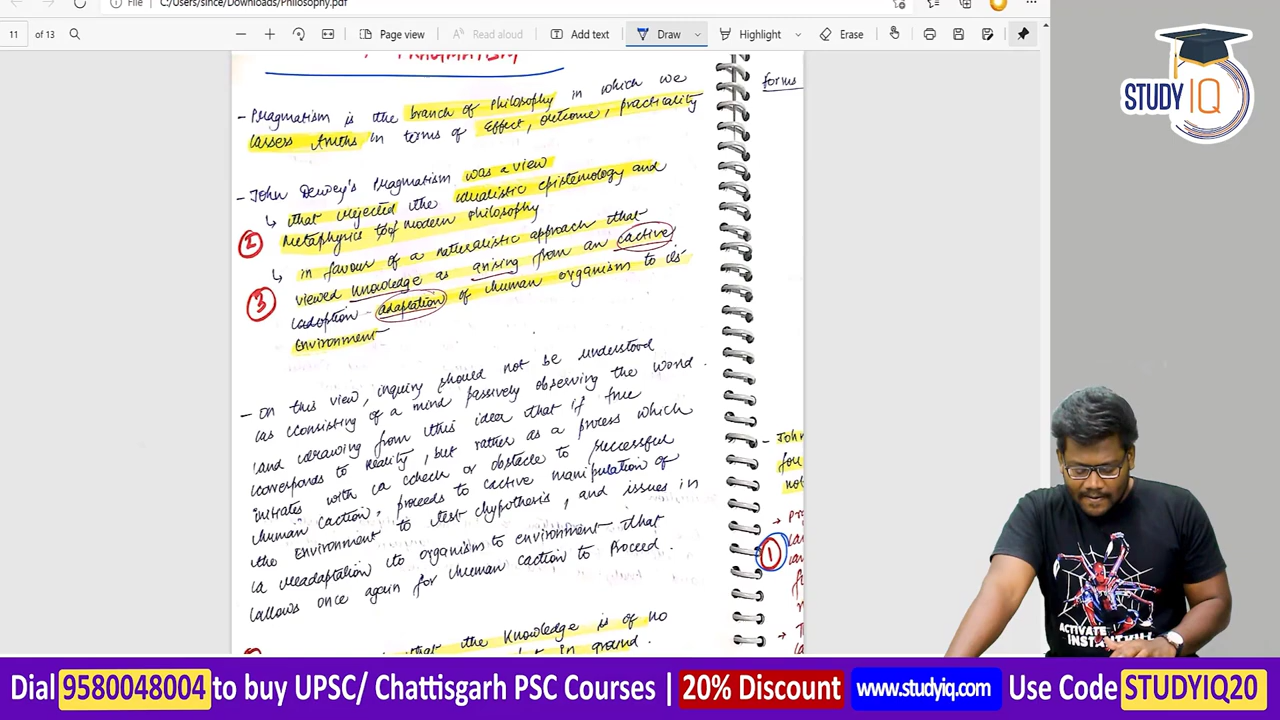 File C:/Users/since/Downloads/Philosophy.pdf
11 of 13
Page view
Read aloud
Add text
Draw
Highlight
Erase
STUDY IQ
PRAGMATISM
- Pragmatism is the branch of Philosophy in which we
assess truths in terms of Effect, outcome, practicality
- John Dewey's Pragmatism was a view
↳ that rejected the idealistic epistemology and
② Metaphysics of modern philosophy
↳ in favour of a naturalistic approach that
③ viewed knowledge as arising from an active
adoption - adaptation of human organism to its
Environment
- On this view, inquiry should not be understood
as consisting of a mind passively observing the world
and drawing from this idea that if true
corresponds to reality, but rather as a process which
initiates with a check or obstacle to successful
human action, proceeds to active manipulation of
the environment to test hypothesis, and issues in
a readaptation its organism to environment that
allows once again for human action to Proceed.
that the Knowledge is of no
in ground.
forms
- John
①
ACTIVATE
INSTANT KILL
Dial 9580048004 to buy UPSC/ Chattisgarh PSC Courses | 20% Discount www.studyiq.com Use Code STUDYIQ20